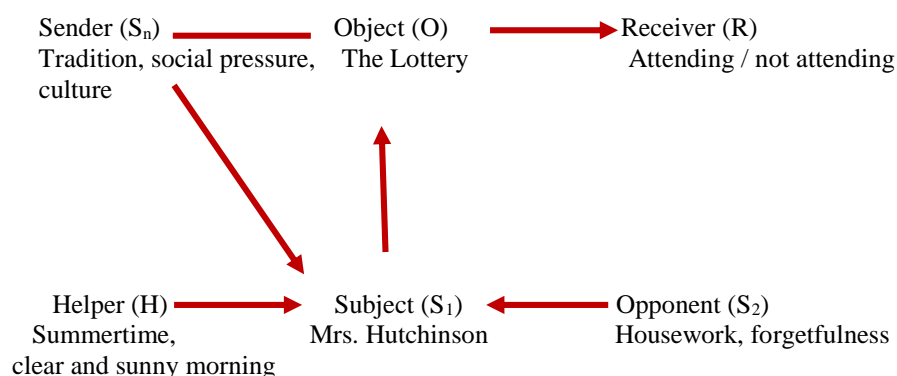 Sender (Sn) Object (O) Receiver (R)
Tradition, social pressure, The Lottery Attending / not attending
culture
Helper (H) Subject (S1) Opponent (S2)
Summertime, Mrs. Hutchinson Housework, forgetfulness
clear and sunny morning